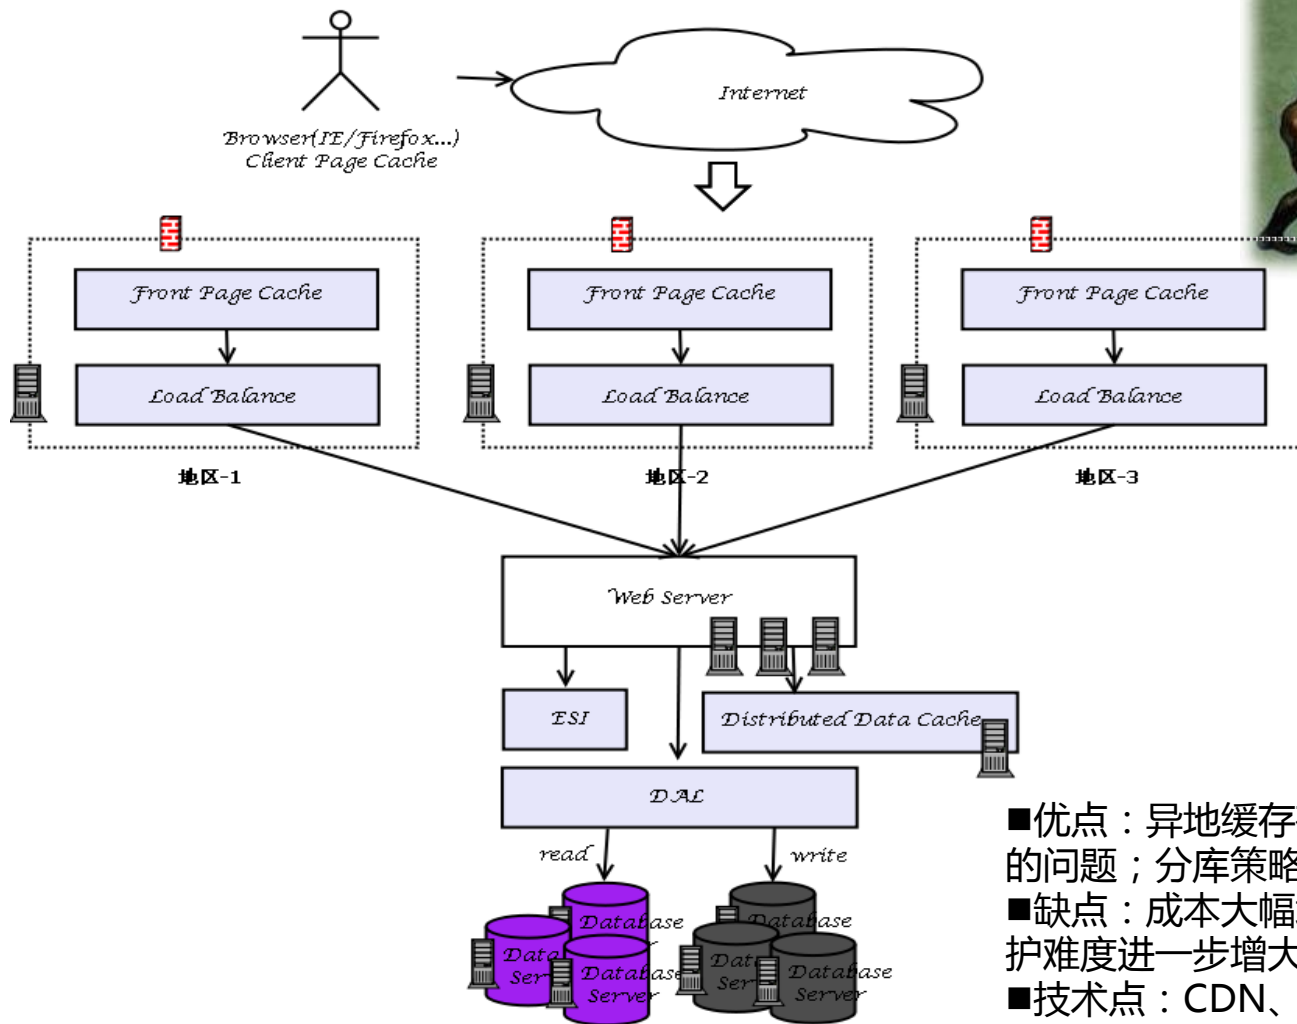 Internet
Browser(IE/Firefox...)
Client Page Cache
Front Page Cache
Front Page Cache
Front Page Cache
Load Balance
Load Balance
Load Balance
地区-1
地区-2
地区-3
Web Server
ESI
Distributed Data Cache
DAL
read
write
Database
Database
Server
Database
Server
Database
Server
■优点：异地缓存
的问题；分库策略
■缺点：成本大幅
护难度进一步增大
■技术点：CDN、